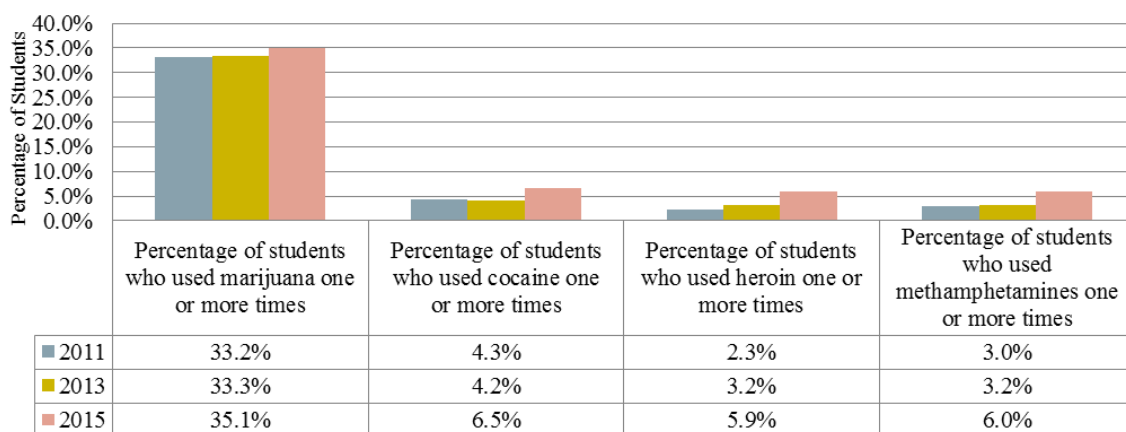 Percentage of Students
40.0%
35.0%
30.0%
25.0%
20.0%
15.0%
10.0%
5.0%
0.0%
Percentage of students
who used marijuana one
or more times
Percentage of students
who used cocaine one
or more times
Percentage of students
who used heroin one or
more times
Percentage of students
who used
methamphetamines one
or more times
2011 33.2% 4.3% 2.3% 3.0%
2013 33.3% 4.2% 3.2% 3.2%
2015 35.1% 6.5% 5.9% 6.0%